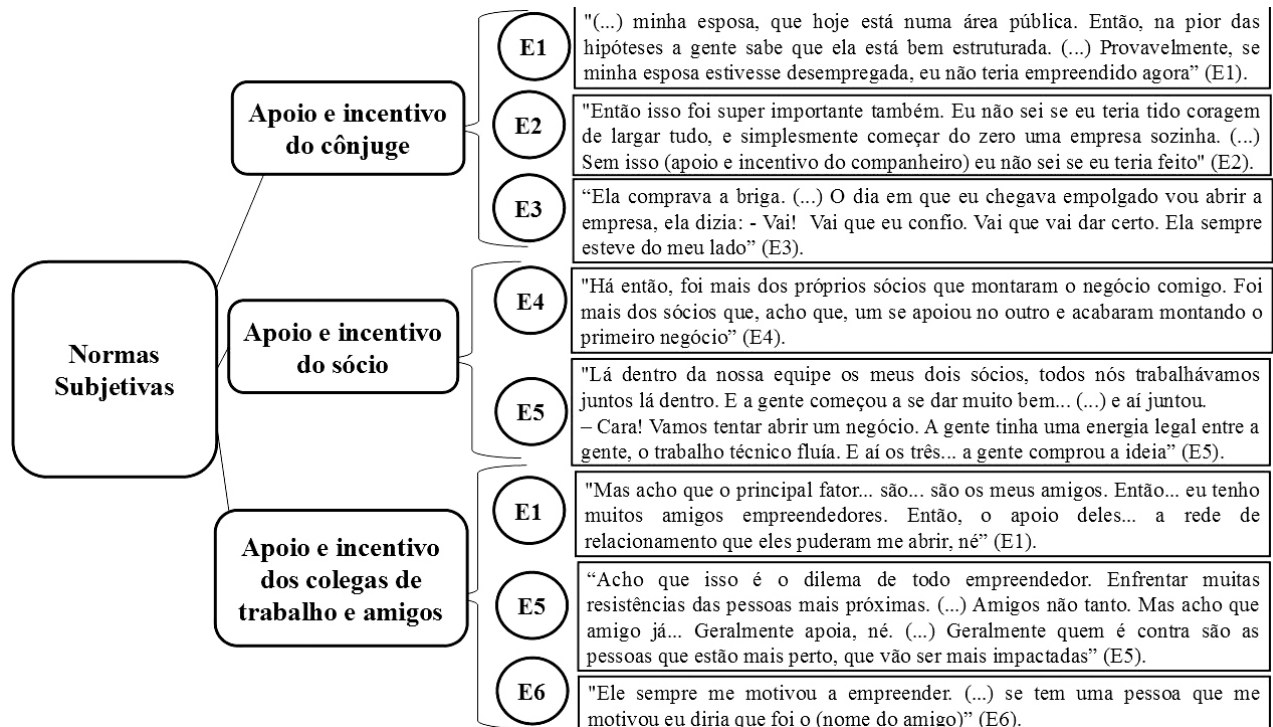 Normas
Subjetivas
Apoio e incentivo
do cônjuge
E1
"(...) minha esposa, que hoje está numa área pública. Então, na pior das
hipóteses a gente sabe que ela está bem estruturada. (...) Provavelmente, se
minha esposa estivesse desempregada, eu não teria empreendido agora” (E1).
E2
"Então isso foi super importante também. Eu não sei se eu teria tido coragem
de largar tudo, e simplesmente começar do zero uma empresa sozinha. (...)
Sem isso (apoio e incentivo do companheiro) eu não sei se eu teria feito" (E2).
E3
“Ela comprava a briga. (...) O dia em que eu chegava empolgado vou abrir a
empresa, ela dizia: - Vai! Vai que eu confio. Vai que vai dar certo. Ela sempre
esteve do meu lado” (E3).
Apoio e incentivo
do sócio
E4
"Há então, foi mais dos próprios sócios que montaram o negócio comigo. Foi
mais dos sócios que, acho que, um se apoiou no outro e acabaram montando o
primeiro negócio” (E4).
E5
"Lá dentro da nossa equipe os meus dois sócios, todos nós trabalhávamos
juntos lá dentro. E a gente começou a se dar muito bem... (...) e aí juntou.
– Cara! Vamos tentar abrir um negócio. A gente tinha uma energia legal entre a
gente, o trabalho técnico fluía. E aí os três... a gente comprou a ideia” (E5).
Apoio e incentivo
dos colegas de
trabalho e amigos
E1
"Mas acho que o principal fator... são... são os meus amigos. Então... eu tenho
muitos amigos empreendedores. Então, o apoio deles... a rede de
relacionamento que eles puderam me abrir, né” (E1).
E5
“Acho que isso é o dilema de todo empreendedor. Enfrentar muitas
resistências das pessoas mais próximas. (...) Amigos não tanto. Mas acho que
amigo já... Geralmente apoia, né. (...) Geralmente quem é contra são as
pessoas que estão mais perto, que vão ser mais impactadas” (E5).
E6
"Ele sempre me motivou a empreender. (...) se tem uma pessoa que me
motivou eu diria que foi o (nome do amigo)” (E6).